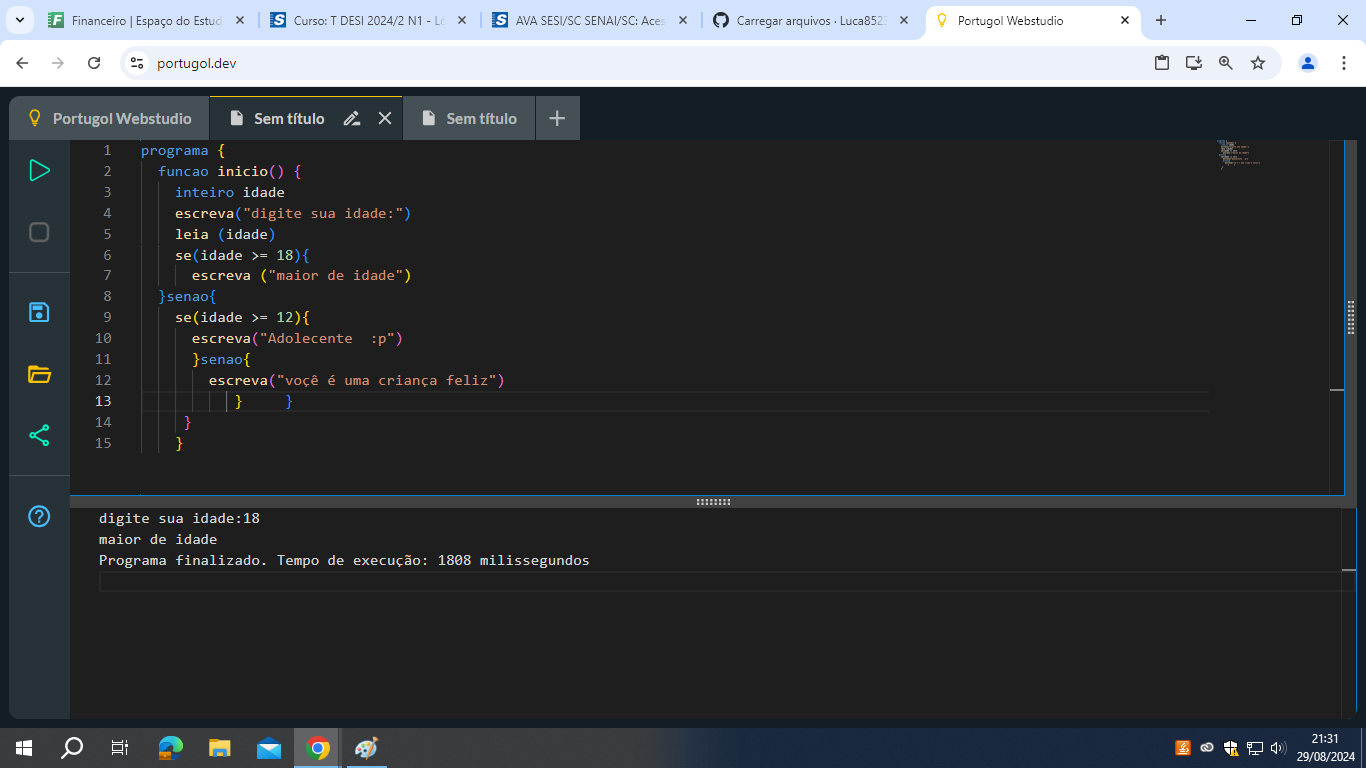 Financeiro | Espaço do Estud
Curso: T DESI 2024/2 N1 - Ló
AVA SESI/SC SENAI/SC: Aces
Carregar arquivos · Luca852
Portugol Webstudio
portugol.dev
Portugol Webstudio
Sem título
Sem título
1 programa {
2 funcao inicio() {
3 inteiro idade
4 escreva("digite sua idade:")
5 leia (idade)
6 se(idade >= 18){
7 escreva ("maior de idade")
8 }senao{
9 se(idade >= 12){
10 escreva("Adolecente  :p")
11 }senao{
12 escreva("voçê é uma criança feliz")
13 }     }
14 }
15 }
digite sua idade:18
maior de idade
Programa finalizado. Tempo de execução: 1808 milissegundos
21:31
29/08/2024